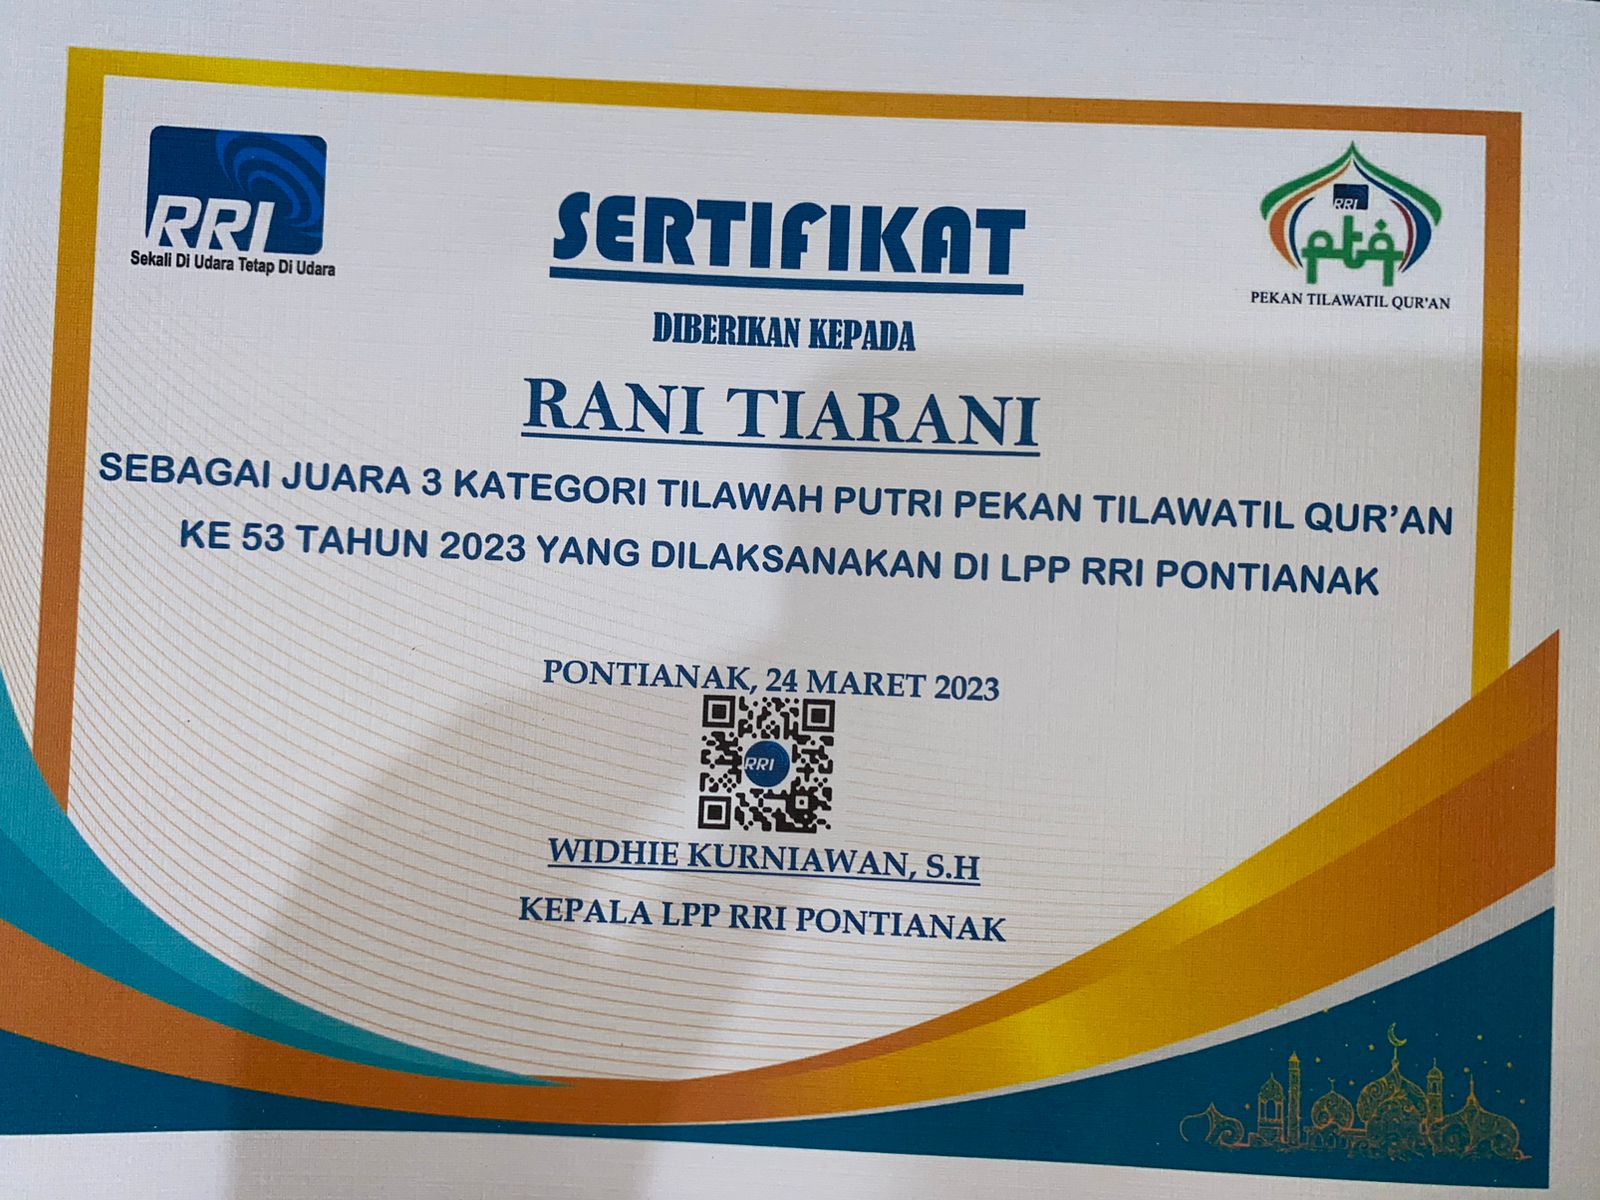 RRI
Sekali Di Udara Tetap Di Udara
RRI
ptq
PEKAN TILAWATIL QUR'AN
SERTIFIKAT
DIBERIKAN KEPADA
RANI TIARANI
SEBAGAI JUARA 3 KATEGORI TILAWAH PUTRI PEKAN TILAWATIL QUR'AN
KE 53 TAHUN 2023 YANG DILAKSANAKAN DI LPP RRI PONTIANAK
PONTIANAK, 24 MARET 2023
RRI
WIDHIE KURNIAWAN, S.H
KEPALA LPP RRI PONTIANAK